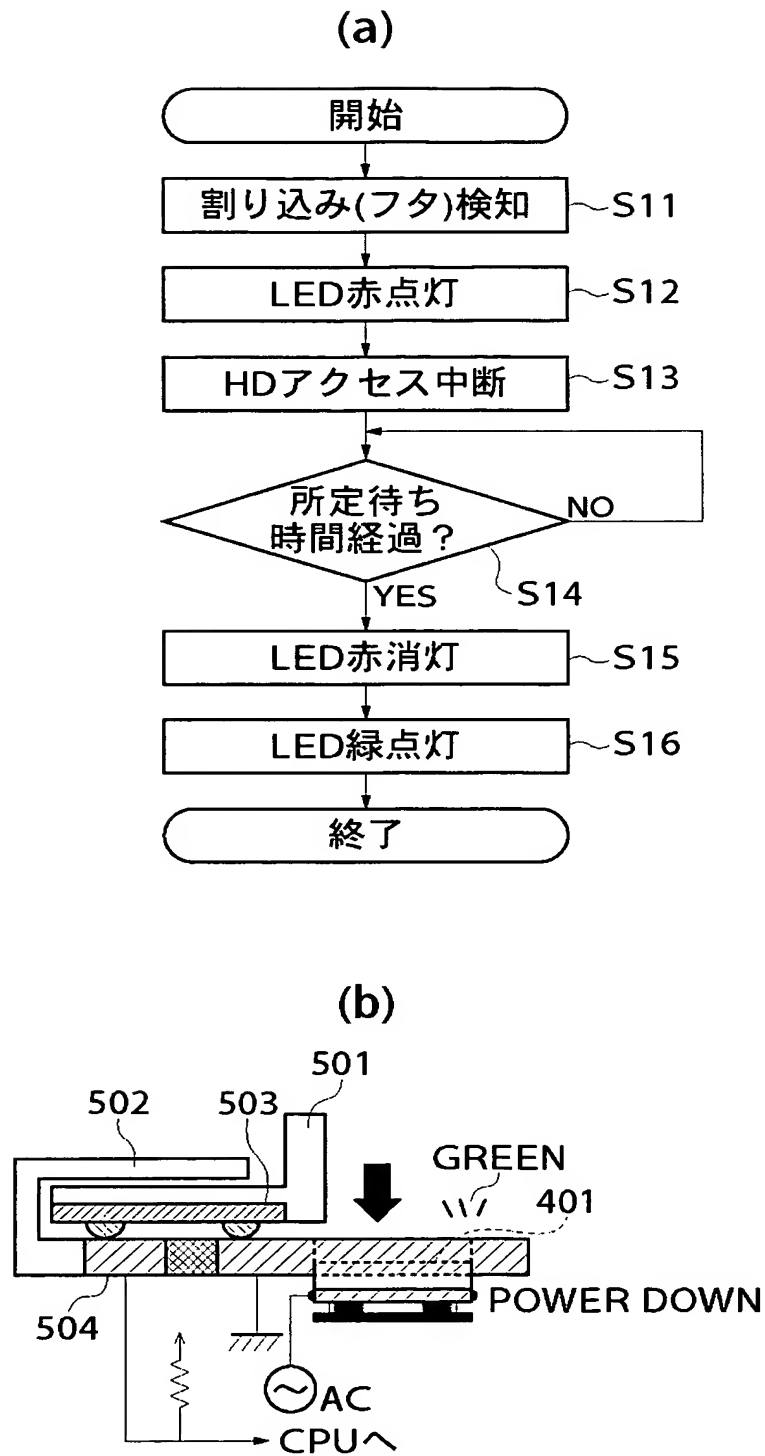 (a)
開始
割り込み(フタ)検知
S11
LED赤点灯
S12
HDアクセス中断
S13
所定待ち
時間経過?
NO
S14
YES
LED赤消灯
S15
LED緑点灯
S16
終了
(b)
501
502
503
GREEN
401
POWER DOWN
504
AC
CPUへ